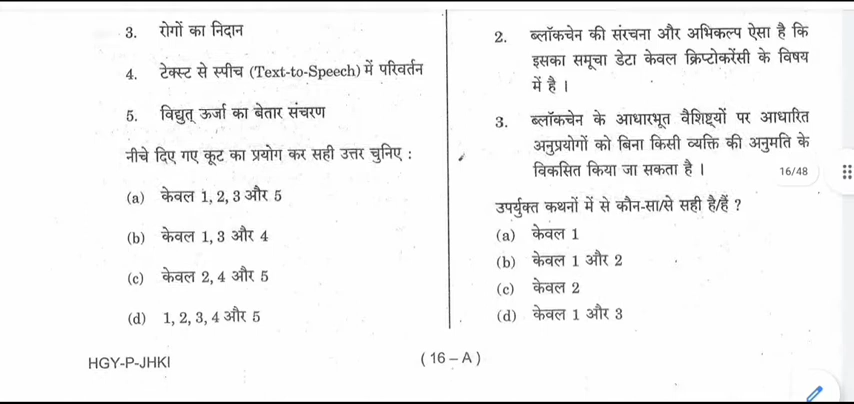 3. रोगों का निदान
4. टेक्स्ट से स्पीच (Text-to-Speech) में परिवर्तन
5. विद्युत् ऊर्जा का बेतार संचरण
नीचे दिए गए कूट का प्रयोग कर सही उत्तर चुनिए :
(a) केवल 1, 2, 3 और 5
(b) केवल 1, 3 और 4
(c) केवल 2, 4 और 5
(d) 1, 2, 3, 4 और 5
2. ब्लॉकचेन की संरचना और अभिकल्प ऐसा है कि
इसका समूचा डेटा केवल क्रिप्टोकरेंसी के विषय
में है ।
3. ब्लॉकचेन के आधारभूत वैशिष्ट्यों पर आधारित
अनुप्रयोगों को बिना किसी व्यक्ति की अनुमति के
विकसित किया जा सकता है ।
16/48
उपर्युक्त कथनों में से कौन-सा/से सही है/हैं ?
(a) केवल 1
(b) केवल 1 और 2
(c) केवल 2
(d) केवल 1 और 3
HGY-P-JHKI
( 16 – A )